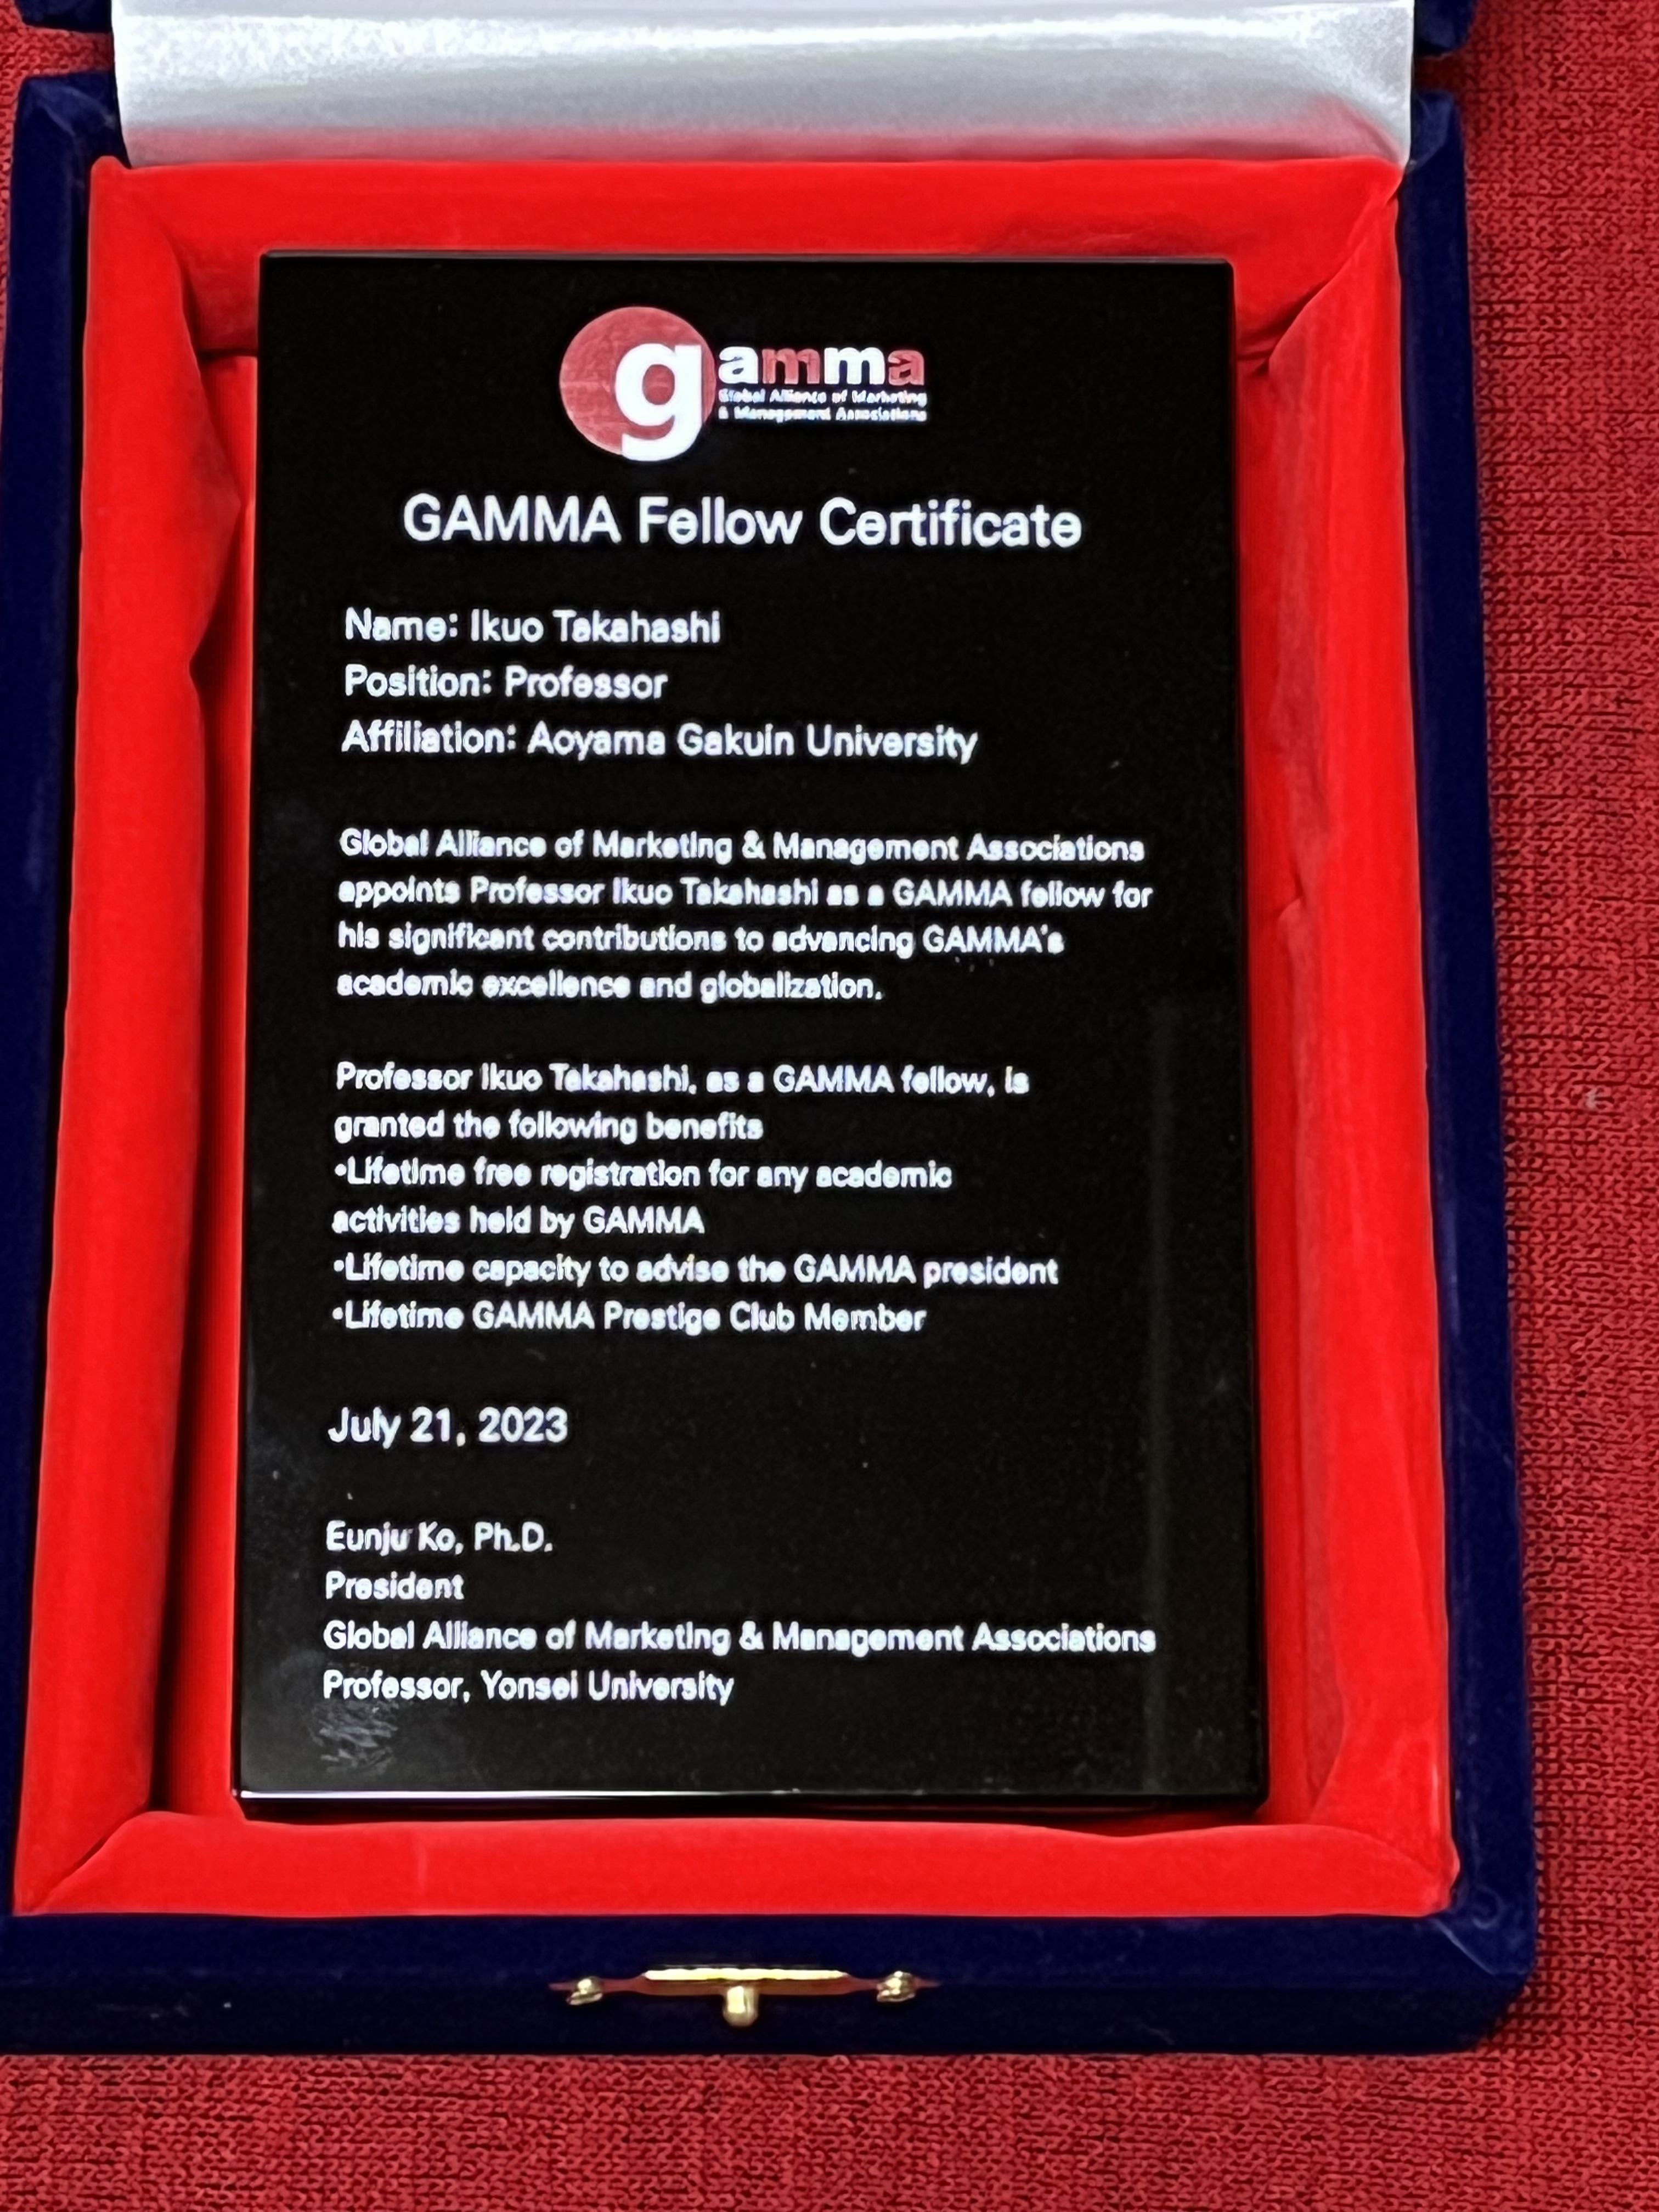 gamma
Global Alliance of Marketing
& Management Associations
GAMMA Fellow Certificate
Name: Ikuo Takahashi
Position: Professor
Affiliation: Aoyama Gakuin University
Global Alliance of Marketing & Management Associations
appoints Professor Ikuo Takahashi as a GAMMA fellow for
his significant contributions to advancing GAMMA's
academic excellence and globalization.
Professor Ikuo Takahashi, as a GAMMA fellow, is
granted the following benefits
•Lifetime free registration for any academic
activities held by GAMMA
•Lifetime capacity to advise the GAMMA president
•Lifetime GAMMA Prestige Club Member
July 21, 2023
Eunju Ko, Ph.D.
President
Global Alliance of Marketing & Management Associations
Professor, Yonsei University